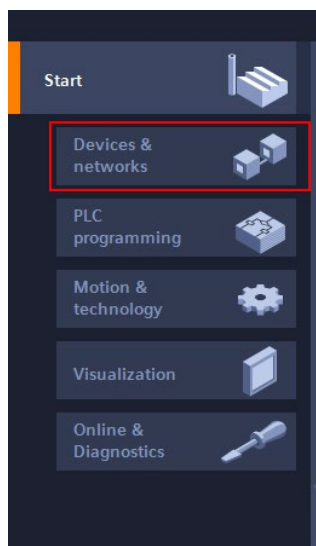 Start
Devices &
networks
PLC
programming
Motion &
technology
Visualization
Online &
Diagnostics